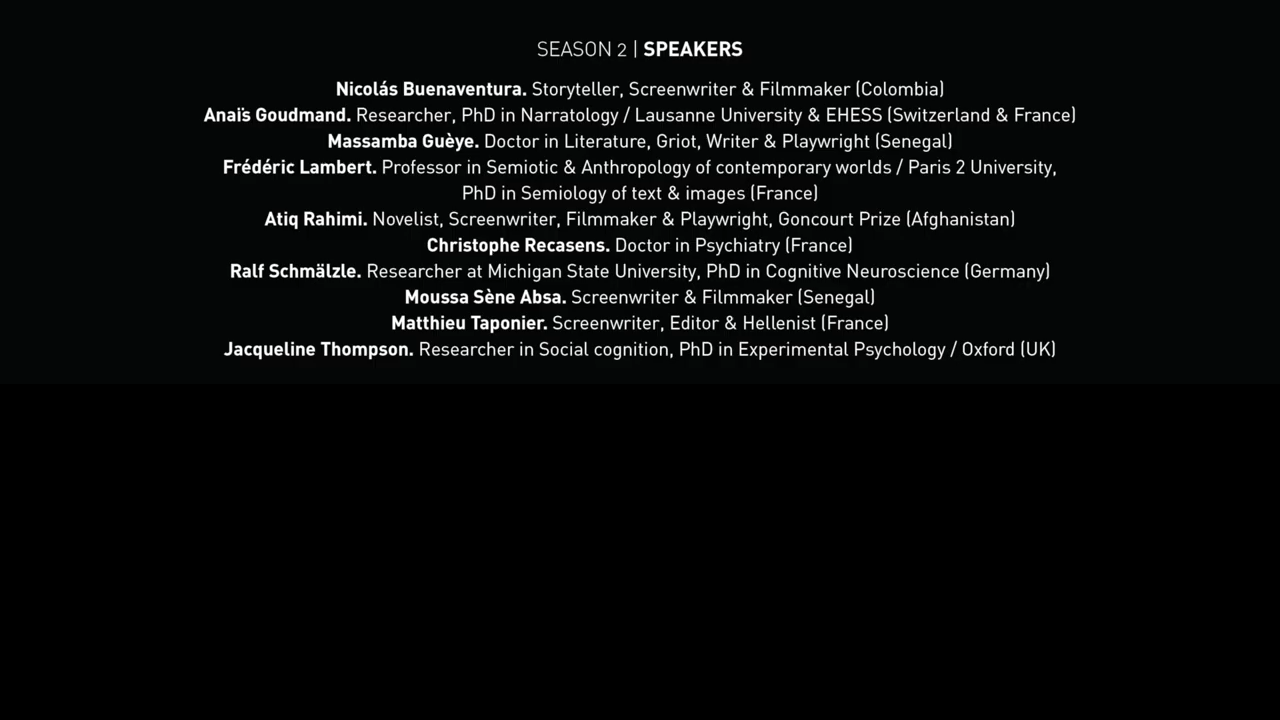 SEASON 2 | SPEAKERS
Nicolás Buenaventura. Storyteller, Screenwriter & Filmmaker (Colombia)
Anaïs Goudmand. Researcher, PhD in Narratology / Lausanne University & EHESS (Switzerland & France)
Massamba Guèye. Doctor in Literature, Griot, Writer & Playwright (Senegal)
Frédéric Lambert. Professor in Semiotic & Anthropology of contemporary worlds / Paris 2 University,
PhD in Semiology of text & images (France)
Atiq Rahimi. Novelist, Screenwriter, Filmmaker & Playwright, Goncourt Prize (Afghanistan)
Christophe Recasens. Doctor in Psychiatry (France)
Ralf Schmälzle. Researcher at Michigan State University, PhD in Cognitive Neuroscience (Germany)
Moussa Sène Absa. Screenwriter & Filmmaker (Senegal)
Matthieu Taponier. Screenwriter, Editor & Hellenist (France)
Jacqueline Thompson. Researcher in Social cognition, PhD in Experimental Psychology / Oxford (UK)